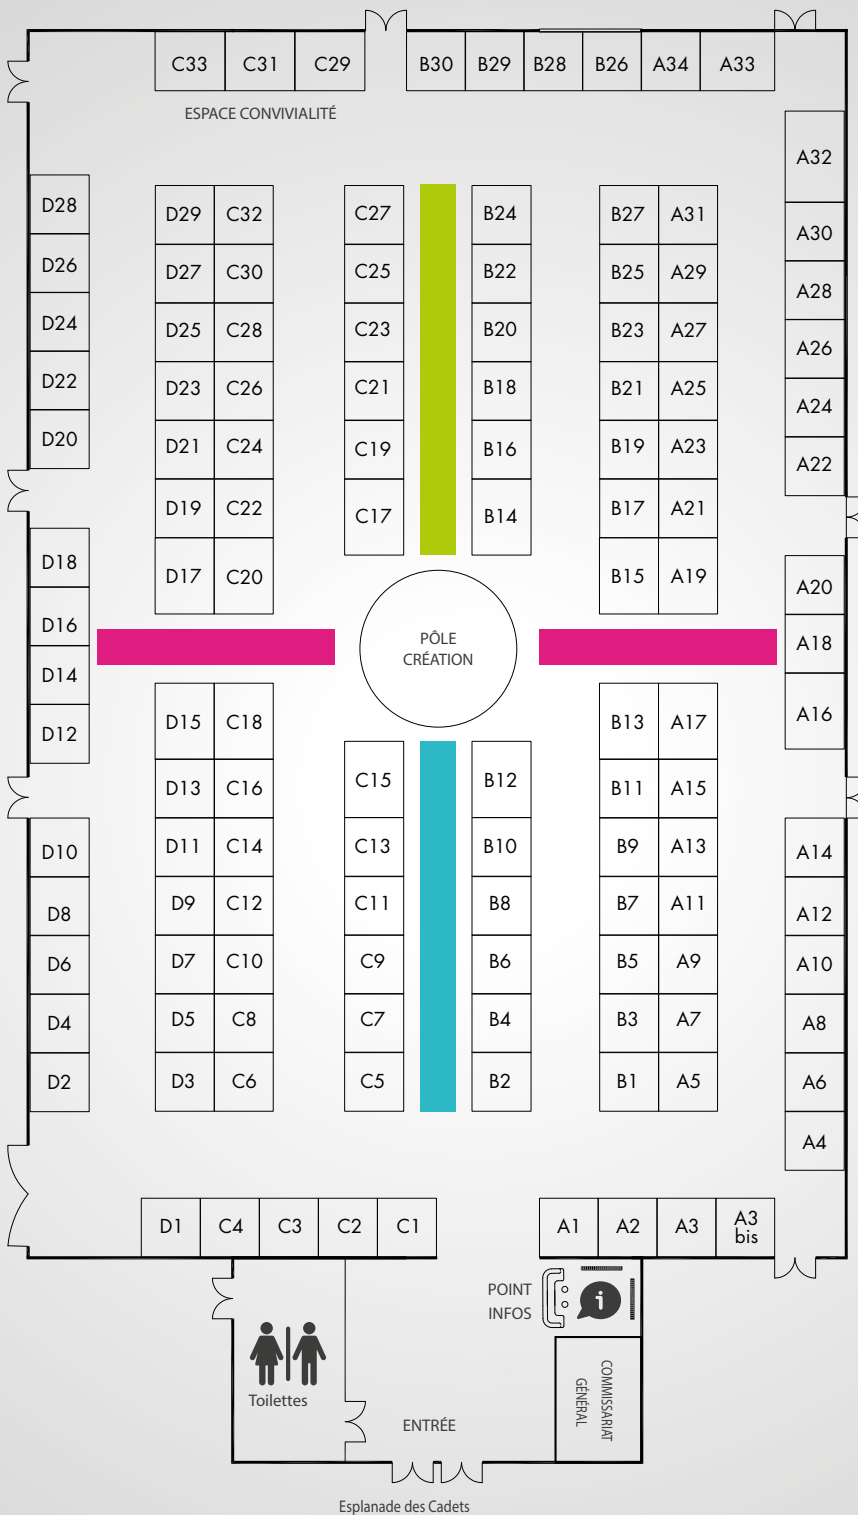 C33 C31 C29 B30 B29 B28 B26 A34 A33
ESPACE CONVIVIALITÉ
A32
D28 D29 C32 C27 B24 B27 A31
A30
D26 D27 C30 C25 B22 B25 A29
A28
D24 D25 C28 C23 B20 B23 A27
A26
D22 D23 C26 C21 B18 B21 A25
A24
D20 D21 C24 C19 B16 B19 A23
A22
D19 C22 C17 B14 B17 A21
D18 D17 C20 B15 A19 A20
D16
PÔLE
CRÉATION
A18
D14
D12 D15 C18 B13 A17 A16
D13 C16 C15 B12 B11 A15
D10 D11 C14 C13 B10 B9 A13 A14
D8 D9 C12 C11 B8 B7 A11 A12
D6 D7 C10 C9 B6 B5 A9 A10
D4 D5 C8 C7 B4 B3 A7 A8
D2 D3 C6 C5 B2 B1 A5 A6
A4
D1 C4 C3 C2 C1 A1 A2 A3 A3
bis
POINT
INFOS
i
COMMISSARIAT
GÉNÉRAL
Toilettes
ENTRÉE
Esplanade des Cadets